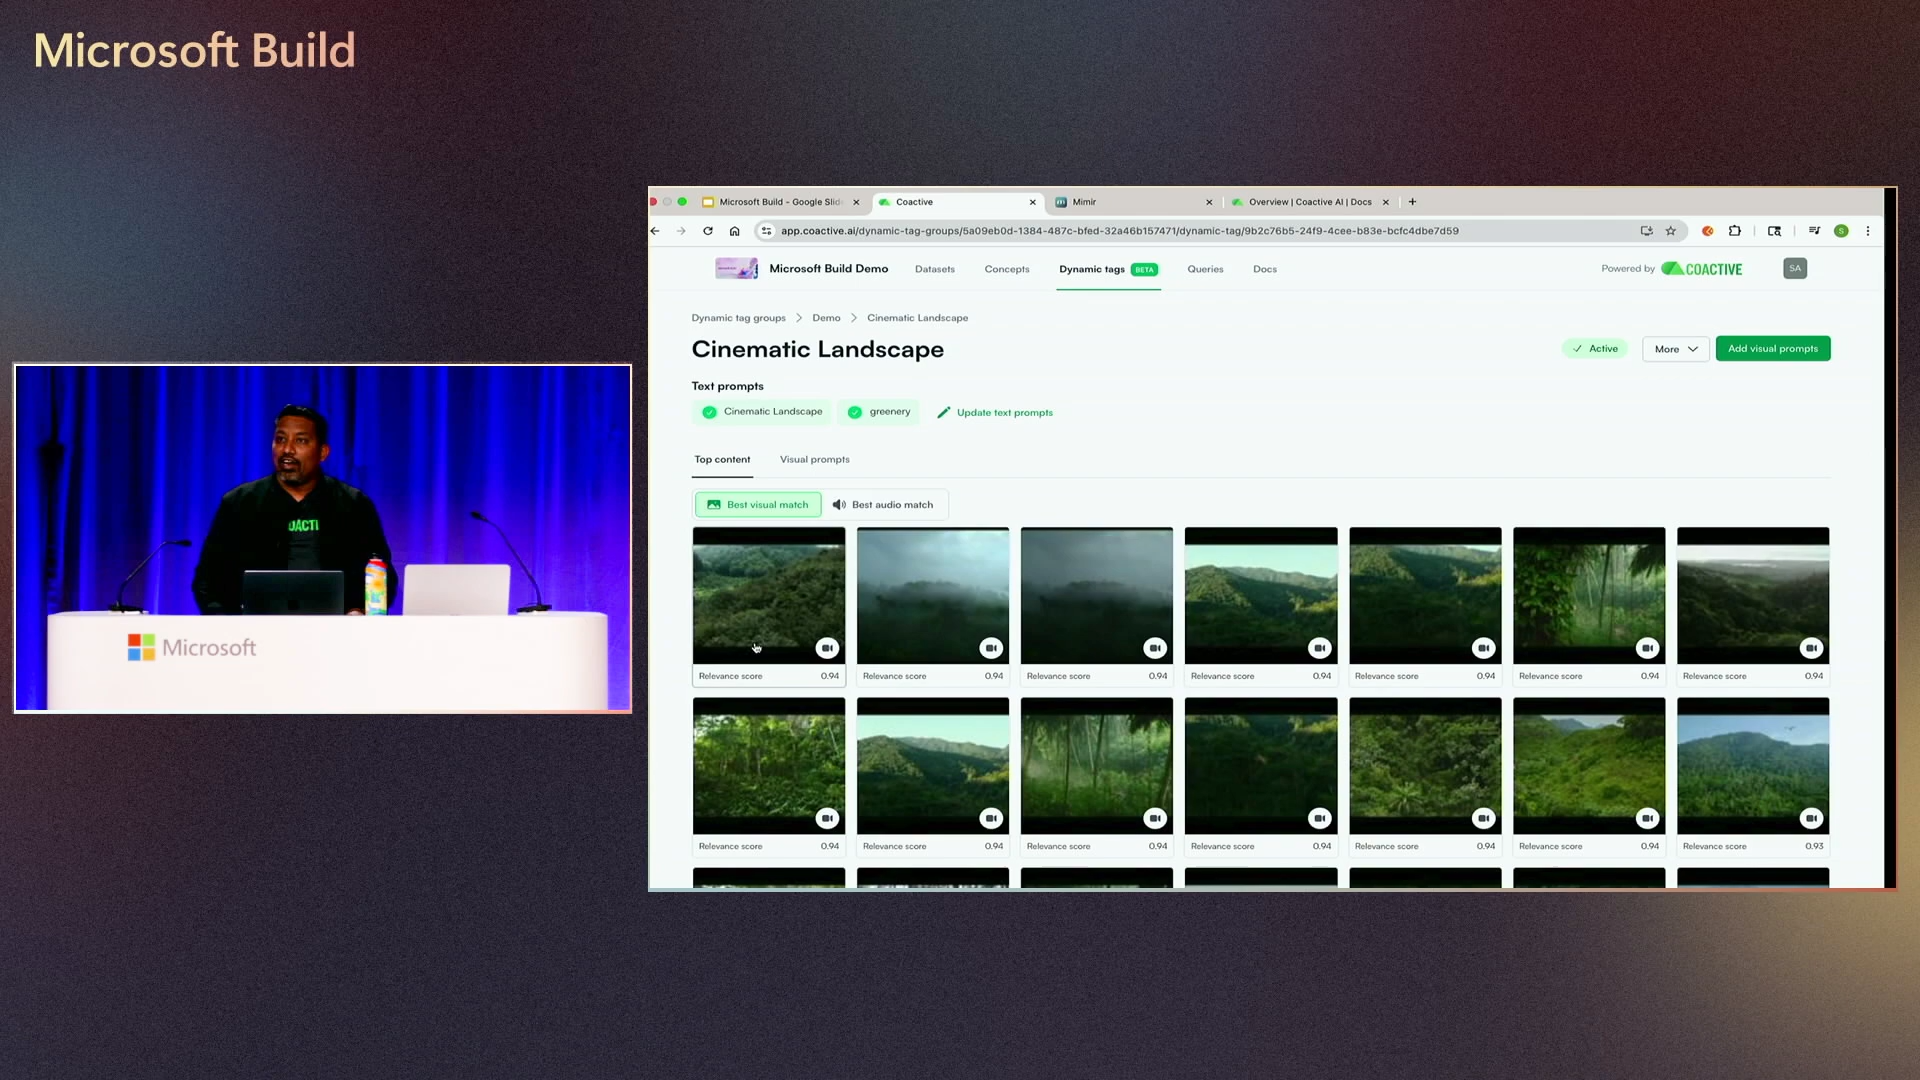 Microsoft Build
Microsoft Build - Google Slid
Coactive
Mimir
Overview | Coactive AI | Docs
app.coactive.ai/dynamic-tag-groups/5a09eb0d-1384-487c-bfed-32a46b157471/dynamic-tag/9b2c76b5-24f9-4cee-b83e-bcfc4dbe7d59
S
Microsoft Build Demo
Datasets
Concepts
Dynamic tags BETA
Queries
Docs
Powered by COACTIVE
SA
Dynamic tag groups > Demo > Cinematic Landscape
Cinematic Landscape
Active
More
Add visual prompts
Text prompts
Cinematic Landscape
greenery
Update text prompts
Top content
Visual prompts
Best visual match
Best audio match
Relevance score 0.94
Relevance score 0.94
Relevance score 0.94
Relevance score 0.94
Relevance score 0.94
Relevance score 0.94
Relevance score 0.94
Relevance score 0.94
Relevance score 0.94
Relevance score 0.94
Relevance score 0.94
Relevance score 0.94
Relevance score 0.94
Relevance score 0.93
OACTI
Microsoft